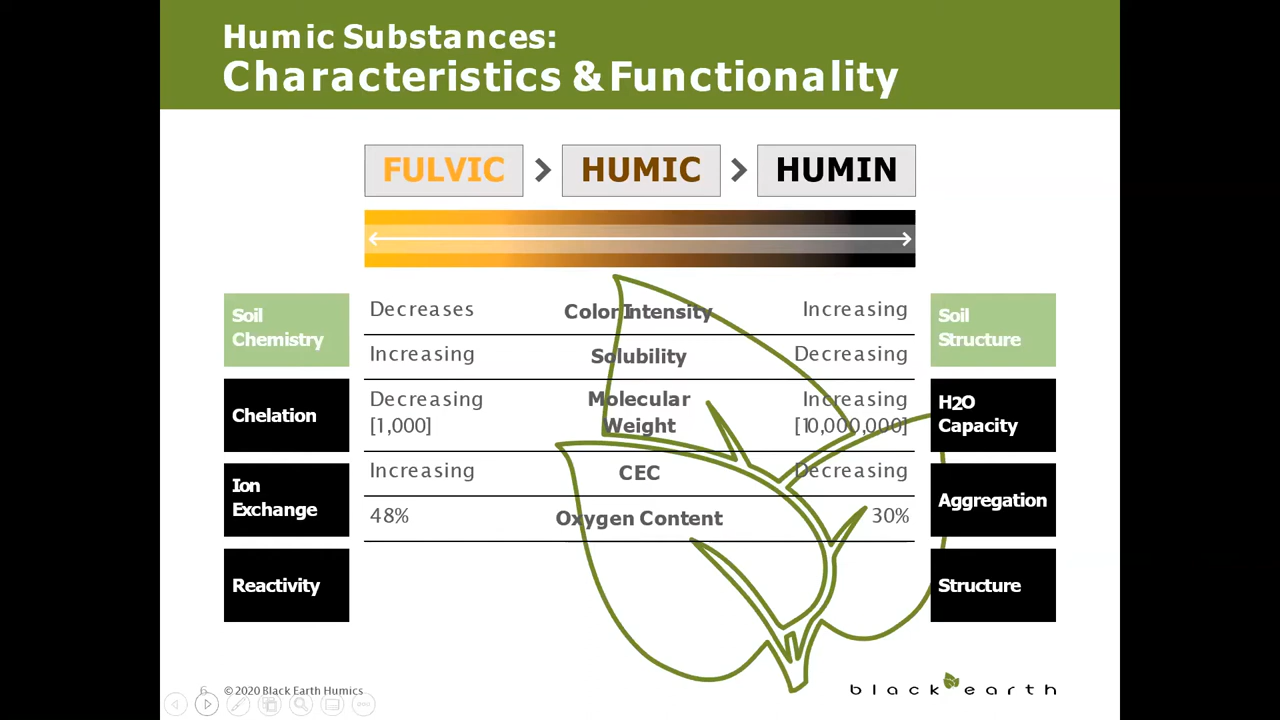 Humic Substances:
Characteristics & Functionality
FULVIC > HUMIC > HUMIN
Soil
Chemistry
Chelation
Ion
Exchange
Reactivity
Decreases Color Intensity Increasing
Increasing Solubility Decreasing
Decreasing Molecular Increasing
[1,000] Weight [10,000,000]
Increasing CEC Decreasing
48% Oxygen Content 30%
Soil
Structure
H2O
Capacity
Aggregation
Structure
6 © 2020 Black Earth Humics
black earth